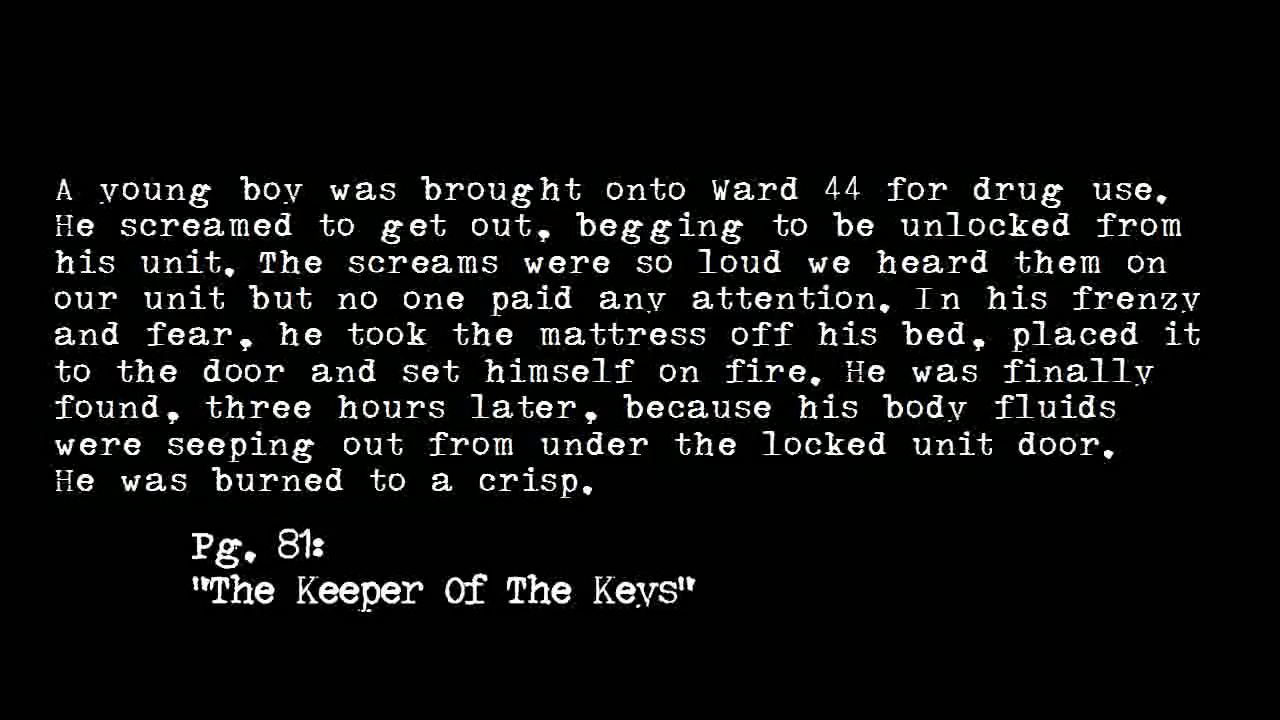 A young boy was brought onto Ward 44 for drug use.
He screamed to get out, begging to be unlocked from
his unit. The screams were so loud we heard them on
our unit but no one paid any attention. In his frenzy
and fear, he took the mattress off his bed, placed it
to the door and set himself on fire. He was finally
found, three hours later, because his body fluids
were seeping out from under the locked unit door.
He was burned to a crisp.
Pg. 81:
"The Keeper Of The Keys"